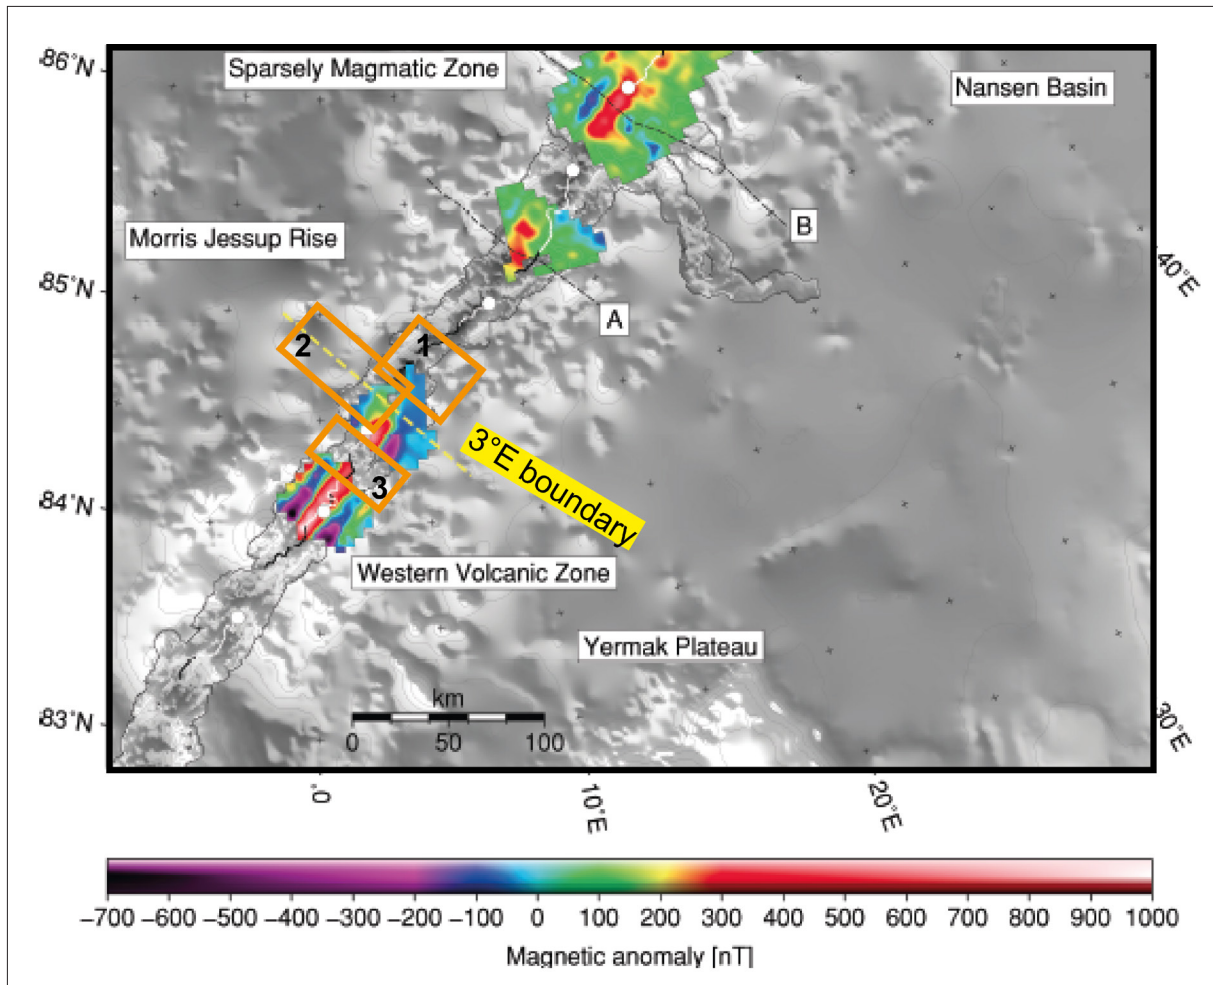 86°N
Sparsely Magmatic Zone
Nansen Basin
Morris Jessup Rise
B
40°E
85°N
A
2
1
3°E boundary
84°N
3
Western Volcanic Zone
Yermak Plateau
km
83°N
0 50 100
30°E
0°
10°E
20°E
−700 −600 −500 −400 −300 −200 −100 0 100 200 300 400 500 600 700 800 900 1000
Magnetic anomaly [nT]